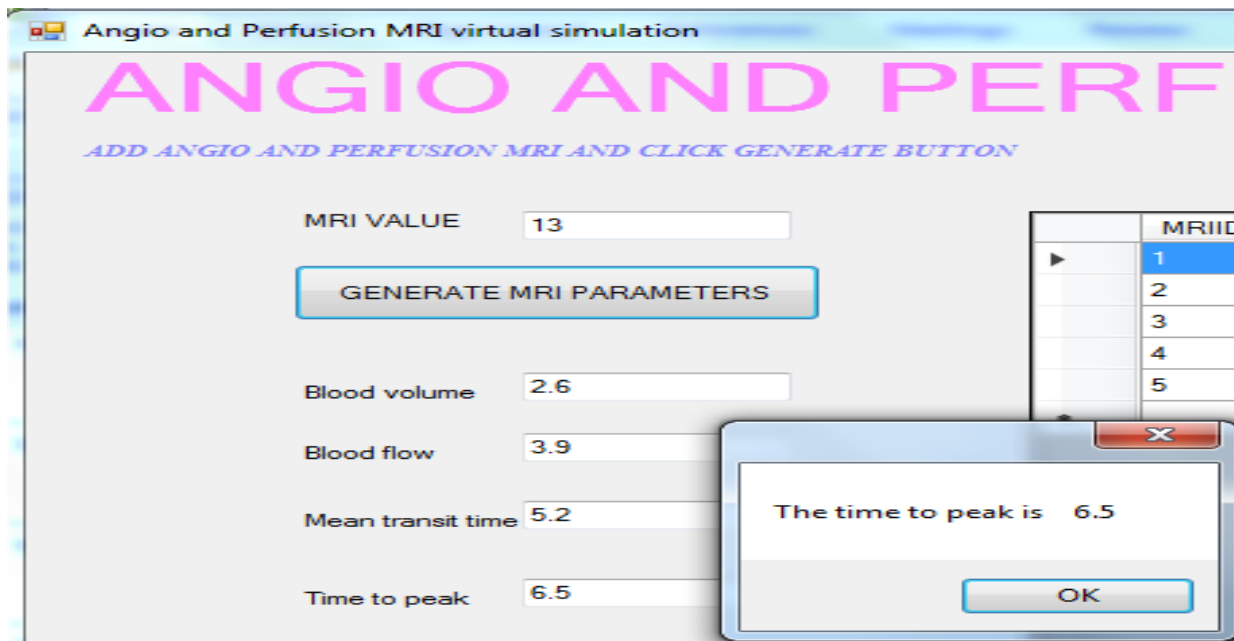 Angio and Perfusion MRI virtual simulation
ANGIO AND PERF
ADD ANGIO AND PERFUSION MRI AND CLICK GENERATE BUTTON
MRI VALUE 13
GENERATE MRI PARAMETERS
MRIID
1
2
3
4
5
Blood volume 2.6
Blood flow 3.9
Mean transit time 5.2
Time to peak 6.5
The time to peak is 6.5
OK